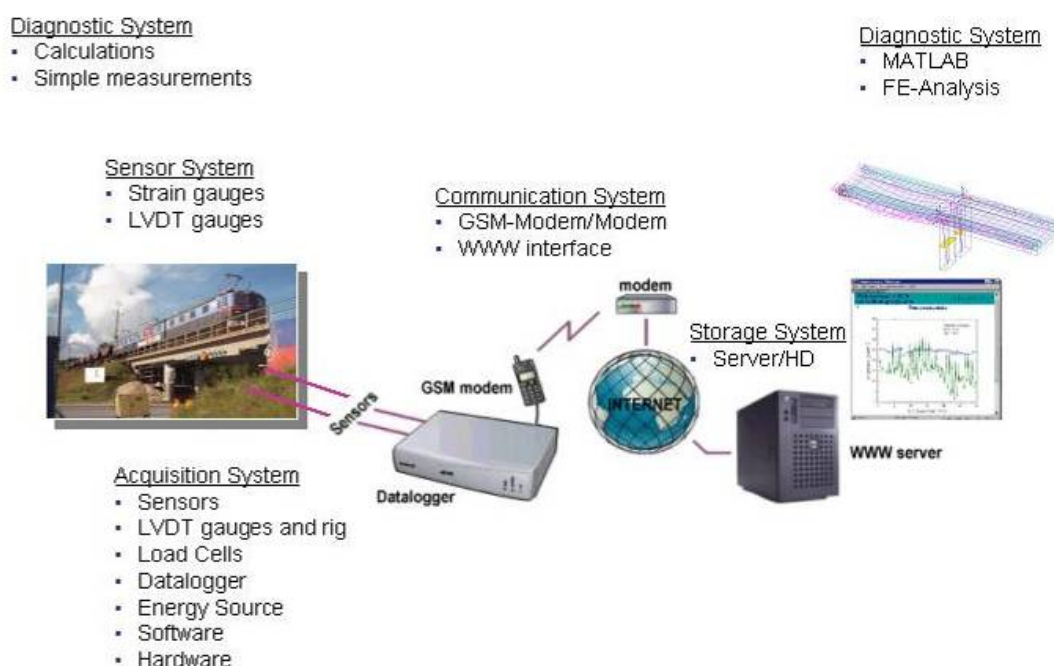 Diagnostic System
▪ Calculations
▪ Simple measurements
Diagnostic System
▪ MATLAB
▪ FE-Analysis
Sensor System
▪ Strain gauges
▪ LVDT gauges
Communication System
▪ GSM-Modem/Modem
▪ WWW interface
modem
Storage System
▪ Server/HD
GSM modem
INTERNET
Sensors
WWW server
Datalogger
Acquisition System
▪ Sensors
▪ LVDT gauges and rig
▪ Load Cells
▪ Datalogger
▪ Energy Source
▪ Software
▪ Hardware